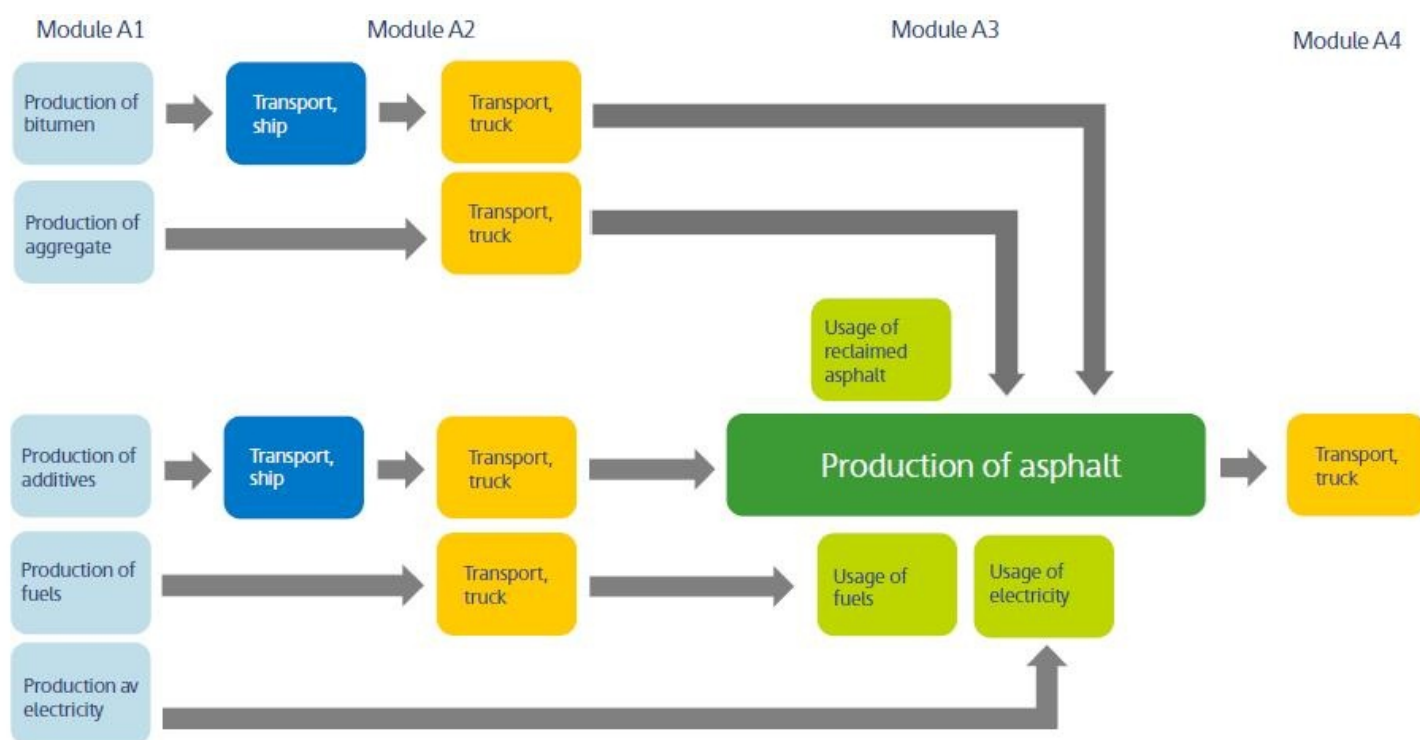 Module A1
Module A2
Module A3
Module A4
Production of
bitumen
Transport,
ship
Transport,
truck
Production of
aggregate
Transport,
truck
Usage of
reclaimed
asphalt
Production of
additives
Transport,
ship
Transport,
truck
Production of asphalt
Transport,
truck
Production of
fuels
Transport,
truck
Usage of
fuels
Usage of
electricity
Production av
electricity